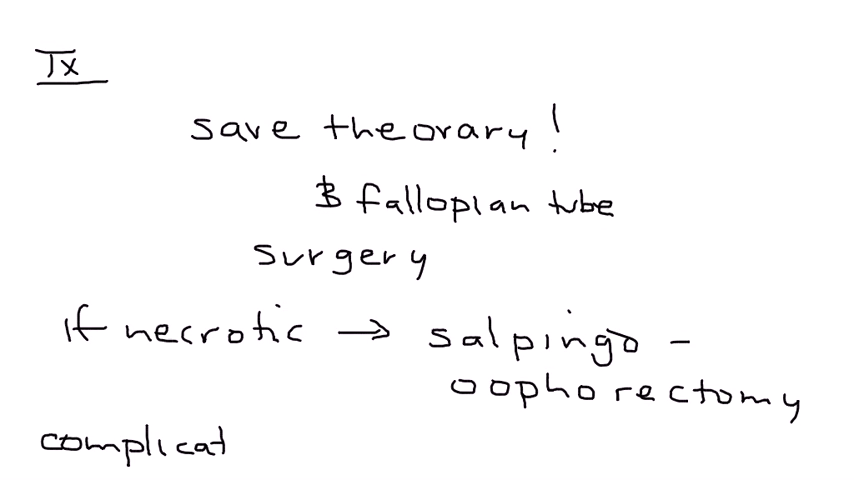 Tx
save the ovary!
& fallopian tube
surgery
if necrotic → salpingo-
oophorectomy
complicat